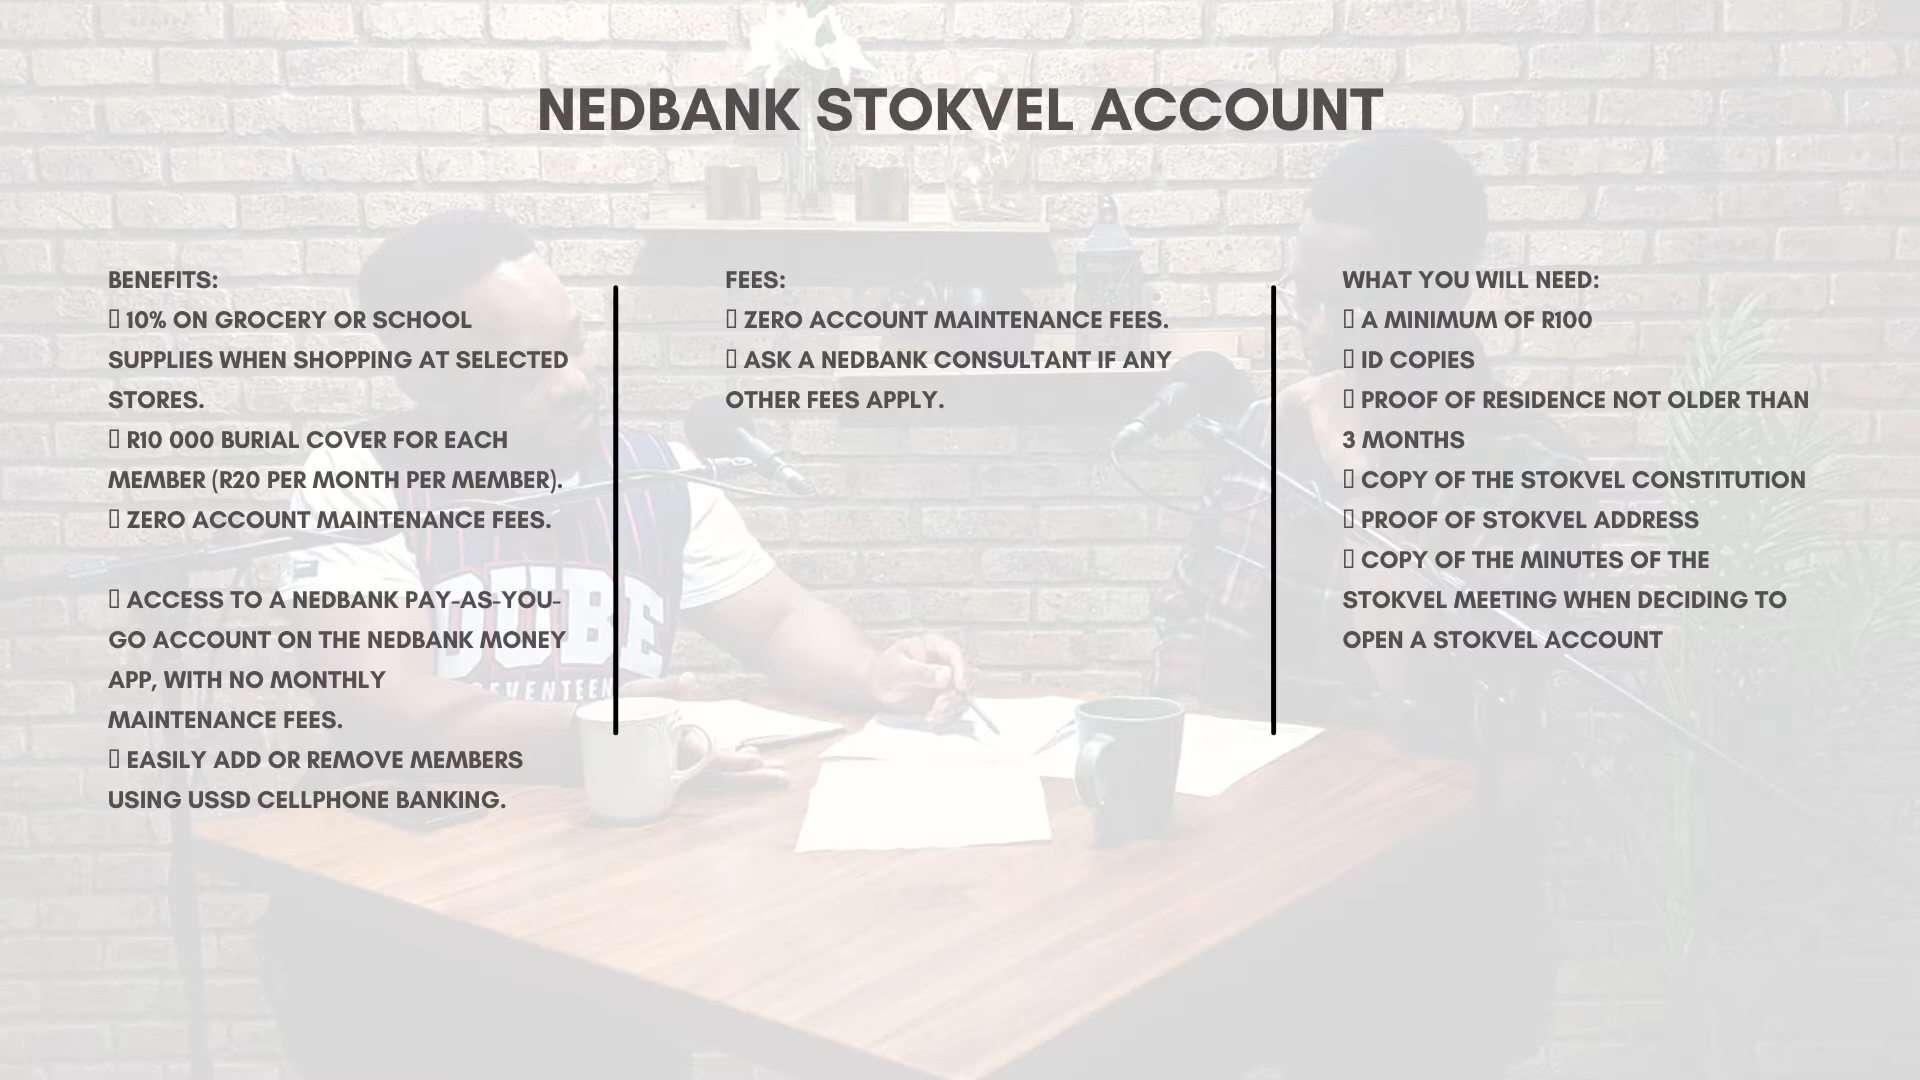 NEDBANK STOKVEL ACCOUNT
BENEFITS:
▯ 10% ON GROCERY OR SCHOOL
SUPPLIES WHEN SHOPPING AT SELECTED
STORES.
▯ R10 000 BURIAL COVER FOR EACH
MEMBER (R20 PER MONTH PER MEMBER).
▯ ZERO ACCOUNT MAINTENANCE FEES.
▯ ACCESS TO A NEDBANK PAY-AS-YOU-
GO ACCOUNT ON THE NEDBANK MONEY
APP, WITH NO MONTHLY
MAINTENANCE FEES.
▯ EASILY ADD OR REMOVE MEMBERS
USING USSD CELLPHONE BANKING.
FEES:
▯ ZERO ACCOUNT MAINTENANCE FEES.
▯ ASK A NEDBANK CONSULTANT IF ANY
OTHER FEES APPLY.
WHAT YOU WILL NEED:
▯ A MINIMUM OF R100
▯ ID COPIES
▯ PROOF OF RESIDENCE NOT OLDER THAN
3 MONTHS
▯ COPY OF THE STOKVEL CONSTITUTION
▯ PROOF OF STOKVEL ADDRESS
▯ COPY OF THE MINUTES OF THE
STOKVEL MEETING WHEN DECIDING TO
OPEN A STOKVEL ACCOUNT
DUBE
SEVENTEEN